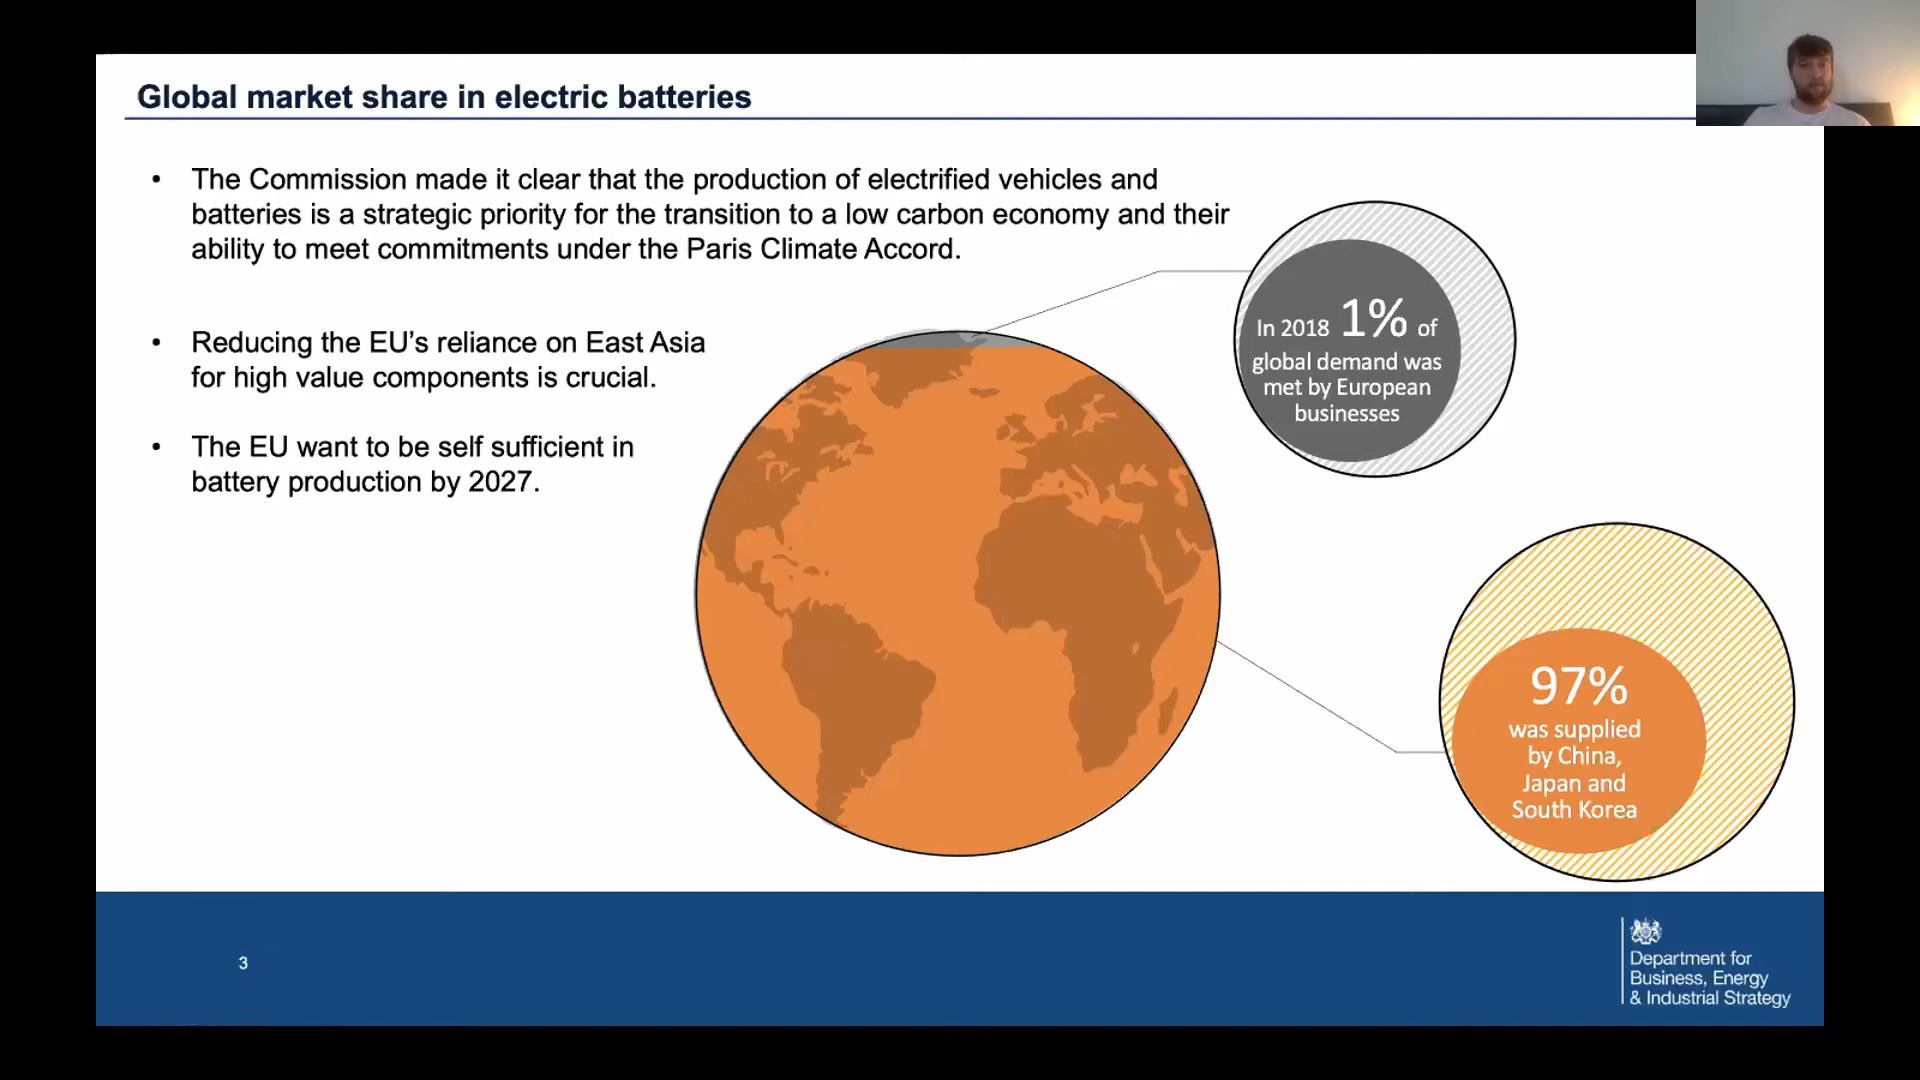 Global market share in electric batteries
• The Commission made it clear that the production of electrified vehicles and
batteries is a strategic priority for the transition to a low carbon economy and their
ability to meet commitments under the Paris Climate Accord.
• Reducing the EU’s reliance on East Asia
for high value components is crucial.
• The EU want to be self sufficient in
battery production by 2027.
In 2018 1% of
global demand was
met by European
businesses
97%
was supplied
by China,
Japan and
South Korea
3
Department for
Business, Energy
& Industrial Strategy